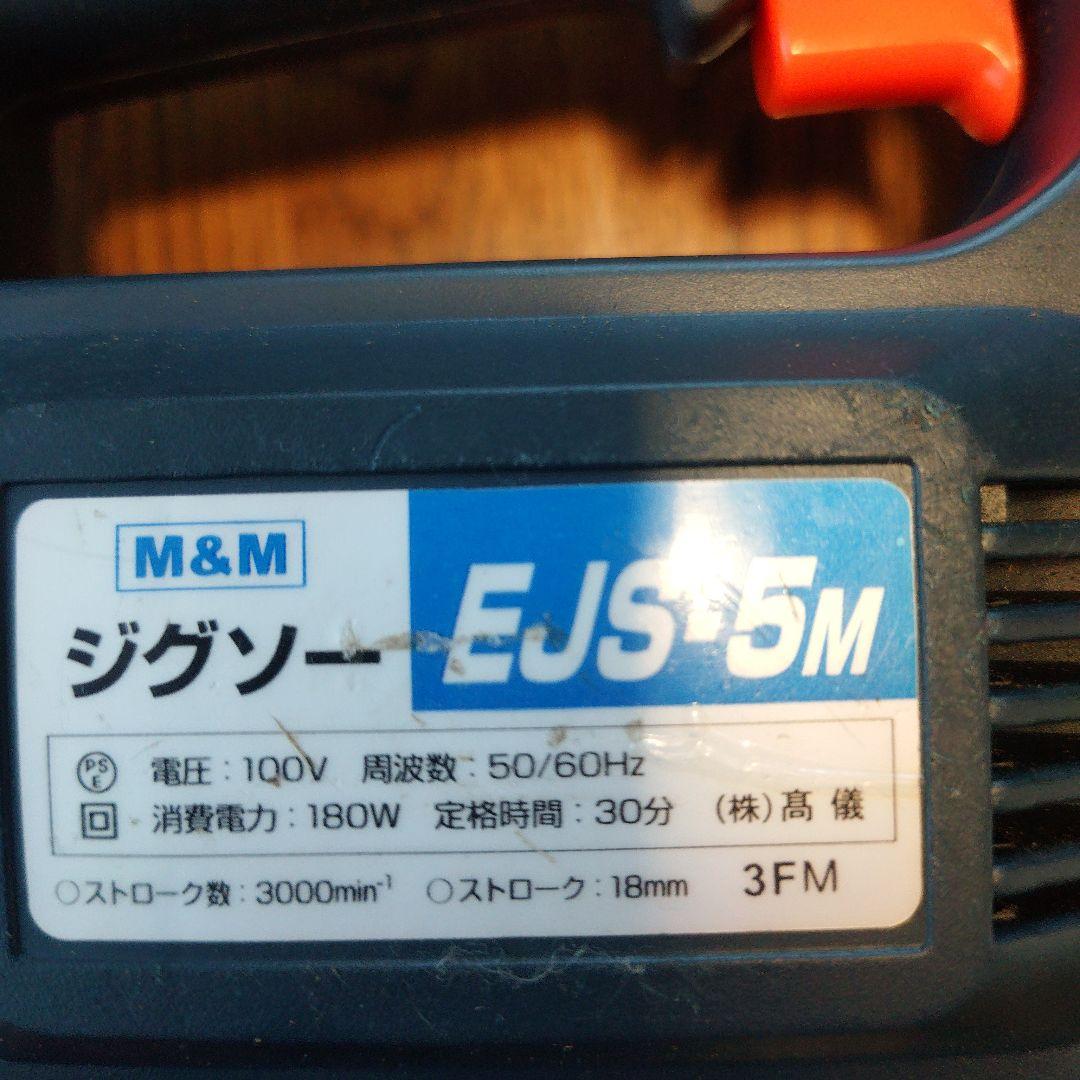 M&M
EJS-5M
ジグソー
PSE 電圧:100V 周波数:50/60Hz
消費電力:180W 定格時間:30分 (株)髙儀
○ストローク数:3000min⁻¹ ○ストローク:18mm 3FM